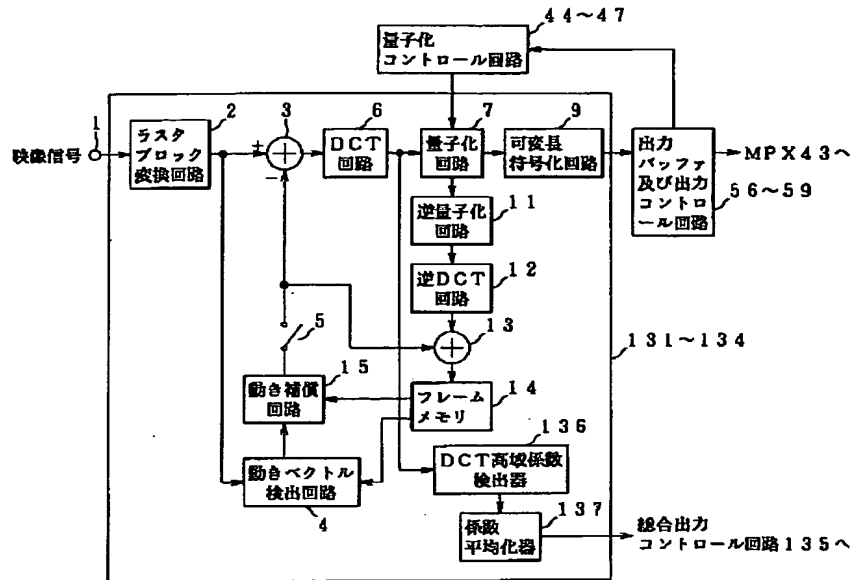 44～47
量子化
コントロール回路
1
映像信号
2
ラスタ
ブロック
変換回路
3
+
-
6
DCT
回路
7
量子化
回路
9
可変長
符号化回路
出力
バッファ
及び出力
コントロ
ール回路
MPX43へ
56～59
11
逆量子化
回路
12
逆DCT
回路
13
5
131～134
15
動き補償
回路
14
フレーム
メモリ
136
DCT高域係数
検出器
動きベクトル
検出回路
4
137
係数
平均化器
総合出力
コントロール回路135へ